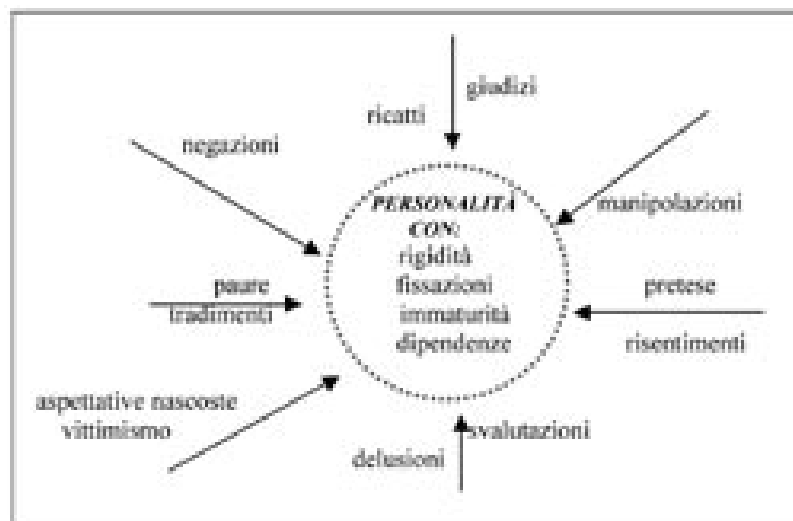 giudizi
ricatti
negazioni
manipolazioni
PERSONALITÀ
CON:
rigidità
fissazioni
immaturità
dipendenze
paure
tradimenti
pretese
risentimenti
aspettative nascoste
vittimismo
svalutazioni
delusioni